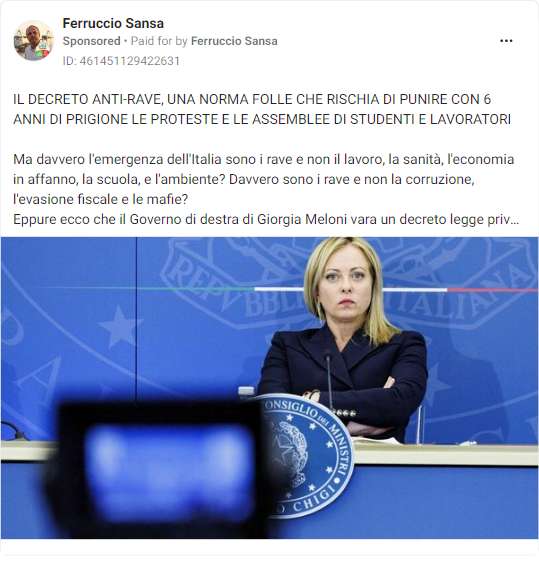 Ferruccio Sansa
Sponsored • Paid for by Ferruccio Sansa
ID: 461451129422631
IL DECRETO ANTI-RAVE, UNA NORMA FOLLE CHE RISCHIA DI PUNIRE CON 6
ANNI DI PRIGIONE LE PROTESTE E LE ASSEMBLEE DI STUDENTI E LAVORATORI
Ma davvero l'emergenza dell'Italia sono i rave e non il lavoro, la sanità, l'economia
in affanno, la scuola, e l'ambiente? Davvero sono i rave e non la corruzione,
l'evasione fiscale e le mafie?
Eppure ecco che il Governo di destra di Giorgia Meloni vara un decreto legge priv...
REPVBBLICA ITALIANA
CONSIGLIO DEI MINISTRI
CHIGI